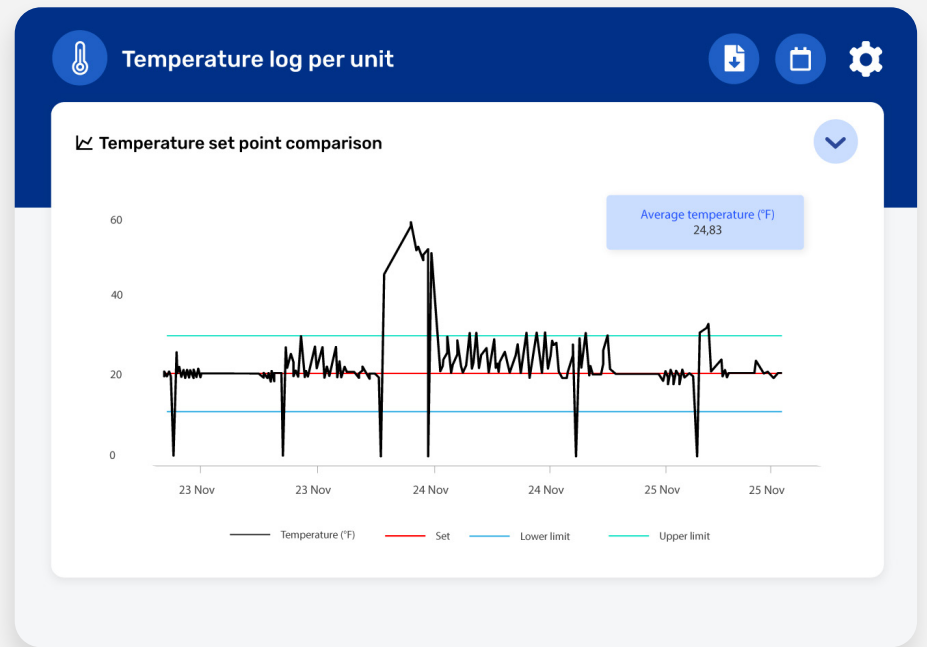 Temperature log per unit
Temperature set point comparison
Average temperature (°F)
24,83
60
40
20
0
23 Nov 23 Nov 24 Nov 24 Nov 25 Nov 25 Nov
Temperature (°F) Set Lower limit Upper limit